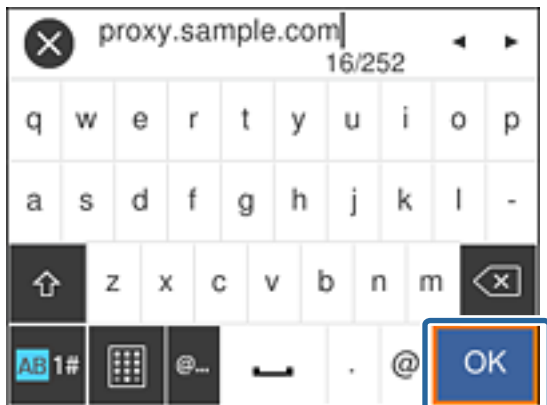 proxy.sample.com
16/252
q w e r t y u i o p
a s d f g h j k l -
z x c v b n m
AB 1# @... . @ OK